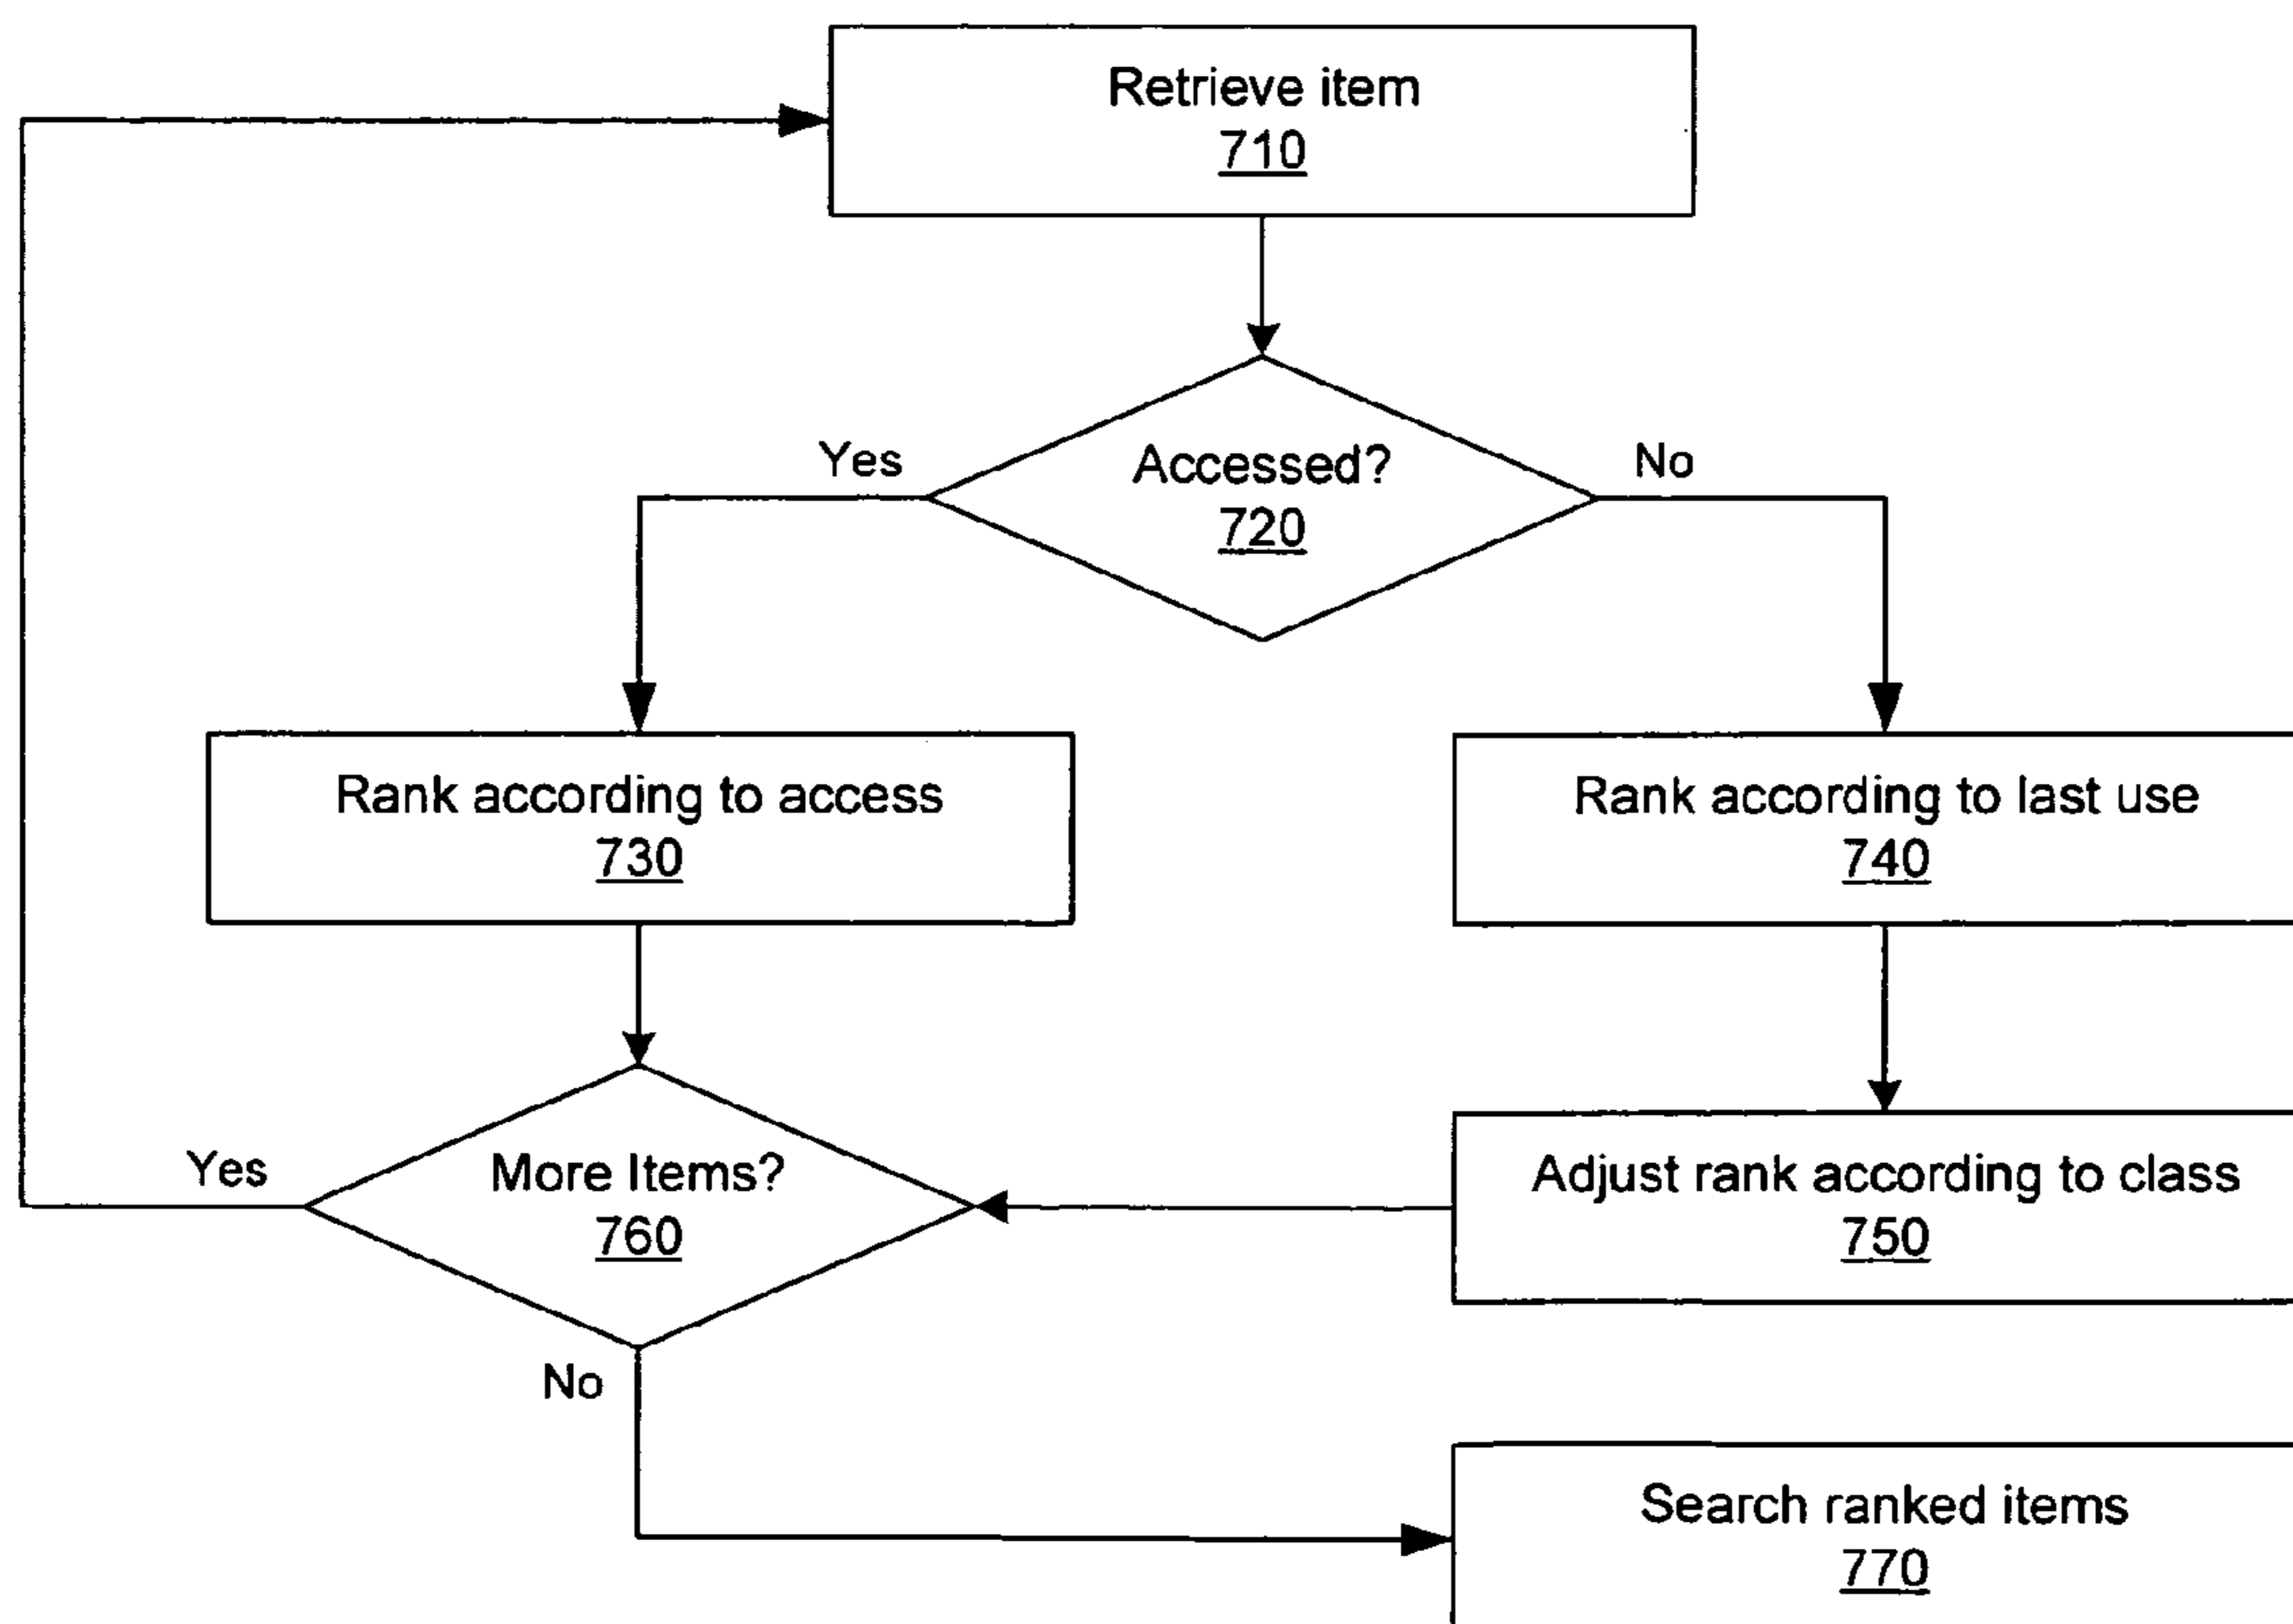 Retrieve item
710
Accessed?
720
Yes
No
Rank according to access
730
Rank according to last use
740
More Items?
760
Yes
No
Adjust rank according to class
750
Search ranked items
770